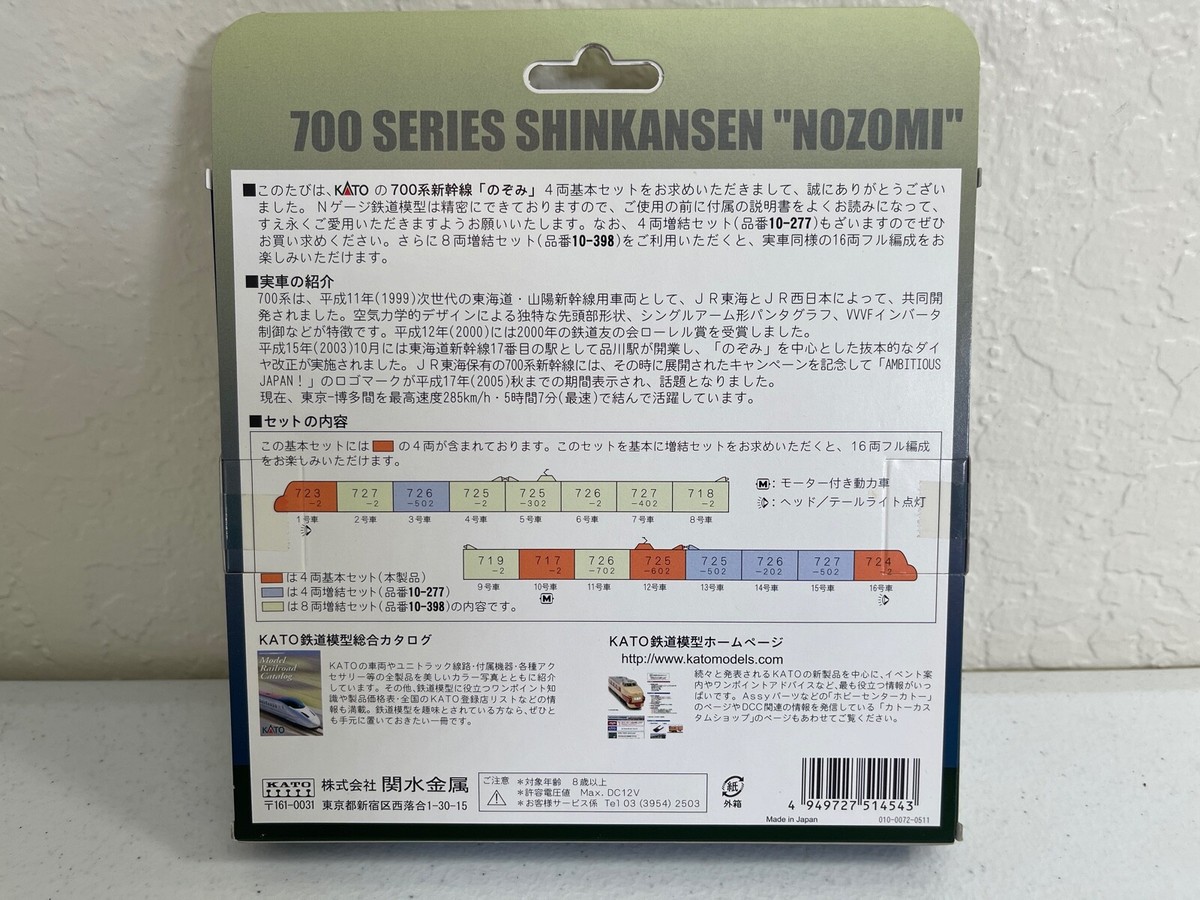 700 SERIES SHINKANSEN "NOZOMI"
■このたびは、KATO の 700系新幹線「のぞみ」４両基本セットをお求めいただきまして、誠にありがとうござい
ました。Ｎゲージ鉄道模型は精密にできておりますので、ご使用の前に付属の説明書をよくお読みになって、
すえ永くご愛用いただきますようお願いいたします。なお、４両増結セット(品番10-277)もざいますのでぜひ
お買い求めください。さらに８両増結セット(品番10-398)をご利用いただくと、実車同様の16両フル編成をお
楽しみいただけます。
■実車の紹介
700系は、平成11年(1999)次世代の東海道・山陽新幹線用車両として、ＪＲ東海とＪＲ西日本によって、共同開
発されました。空気力学的デザインによる独特な先頭部形状、シングルアーム形パンタグラフ、VVVFインバータ
制御などが特徴です。平成12年(2000)には2000年の鉄道友の会ローレル賞を受賞しました。
平成15年(2003)10月には東海道新幹線17番目の駅として品川駅が開業し、「のぞみ」を中心とした抜本的なダイ
ヤ改正が実施されました。ＪＲ東海保有の700系新幹線には、その時に展開されたキャンペーンを記念して「AMBITIOUS
JAPAN！」のロゴマークが平成17年(2005)秋までの期間表示され、話題となりました。
現在、東京-博多間を最高速度285km/h・5時間7分(最速)で結んで活躍しています。
■セットの内容
この基本セットには の４両が含まれております。このセットを基本に増結セットをお求めいただくと、16両フル編成
をお楽しみいただけます。
723 727 726 725 725 726 727 718
-2 -2 -502 -2 -302 -2 -402 -2
1号車 2号車 3号車 4号車 5号車 6号車 7号車 8号車
M：モーター付き動力車
：ヘッド／テールライト点灯
719 717 726 725 725 726 727 724
-2 -2 -702 -602 -502 -202 -502 -2
9号車 10号車 11号車 12号車 13号車 14号車 15号車 16号車
M
は４両基本セット(本製品)
は４両増結セット(品番10-277)
は８両増結セット(品番10-398)の内容です。
KATO鉄道模型総合カタログ
Model
Railroad
Catalog
KATO
KATOの車両やユニトラック線路・付属機器・各種アク
セサリー等の全製品を美しいカラー写真とともに紹介
しています。その他、鉄道模型に役立つワンポイント知
識や製品価格表・全国のKATO登録店リストなどの情
報も満載。鉄道模型を趣味とされている方なら、ぜひと
も手元に置いておきたい一冊です。
KATO鉄道模型ホームページ
http://www.katomodels.com
続々と発表されるKATOの新製品を中心に、イベント案
内やワンポイントアドバイスなど、最も役立つ情報がいっ
ぱいです。Assyパーツなどの「ホビーセンターカトー」
のページやDCC関連の情報を発信している「カトーカス
タムショップ」のページもあわせてご覧ください。
KATO 株式会社 関水金属
〒161-0031 東京都新宿区西落合1-30-15
ご注意 ＊対象年齢 8歳以上
＊許容電圧値 Max. DC12V
＊お客様サービス係 Tel 03 (3954) 2503
紙
外箱
4 949727 514543
Made in Japan 010-0072-0511